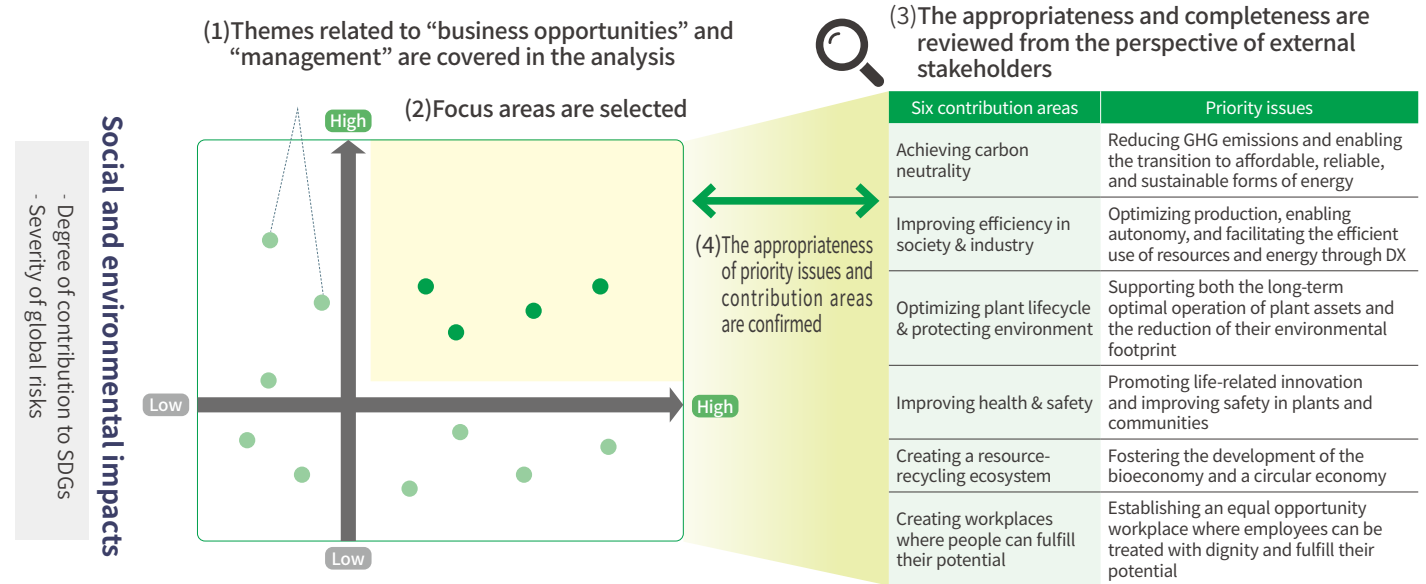 (1)Themes related to “business opportunities” and
“management” are covered in the analysis
(2)Focus areas are selected
High
Low
High
Low
Social and environmental impacts
- Degree of contribution to SDGs
- Severity of global risks
(3)The appropriateness and completeness are
reviewed from the perspective of external
stakeholders
(4)The appropriateness
of priority issues and
contribution areas
are confirmed
Six contribution areas
Priority issues
Achieving carbon
neutrality
Reducing GHG emissions and enabling
the transition to affordable, reliable,
and sustainable forms of energy
Improving efficiency in
society & industry
Optimizing production, enabling
autonomy, and facilitating the efficient
use of resources and energy through DX
Optimizing plant lifecycle
& protecting environment
Supporting both the long-term
optimal operation of plant assets and
the reduction of their environmental
footprint
Improving health & safety
Promoting life-related innovation
and improving safety in plants and
communities
Creating a resource-
recycling ecosystem
Fostering the development of the
bioeconomy and a circular economy
Creating workplaces
where people can fulfill
their potential
Establishing an equal opportunity
workplace where employees can be
treated with dignity and fulfill their
potential